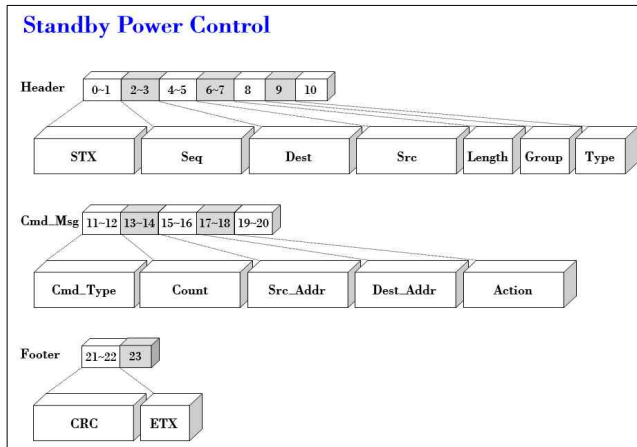 Standby Power Control
Header
0~1 2~3 4~5 6~7 8 9 10
STX Seq Dest Src Length Group Type
Cmd_Msg
11~12 13~14 15~16 17~18 19~20
Cmd_Type Count Src_Addr Dest_Addr Action
Footer
21~22 23
CRC ETX